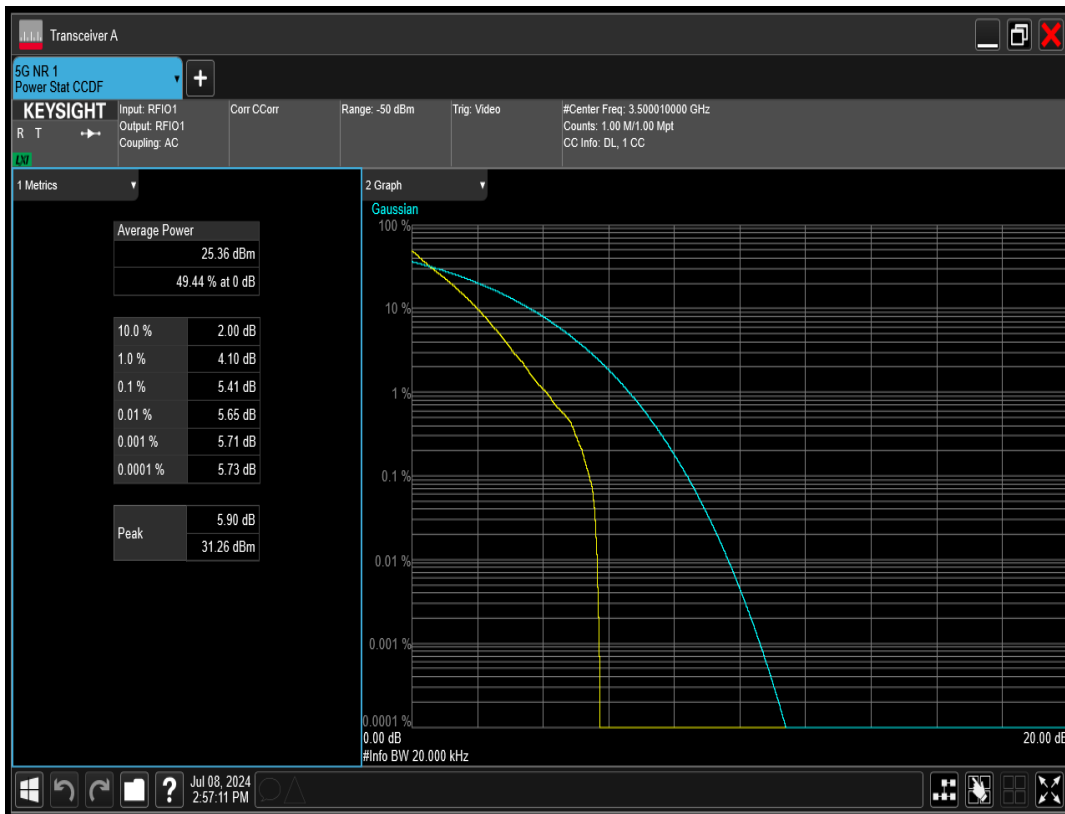 Transceiver A
5G NR 1
Power Stat CCDF
+
KEYSIGHT
R T
LXI
Input: RFIO1
Output: RFIO1
Coupling: AC
Corr CCorr
Range: -50 dBm
Trig: Video
#Center Freq: 3.500010000 GHz
Counts: 1.00 M/1.00 Mpt
CC Info: DL, 1 CC
1 Metrics
Average Power
25.36 dBm
49.44 % at 0 dB
10.0 % 2.00 dB
1.0 % 4.10 dB
0.1 % 5.41 dB
0.01 % 5.65 dB
0.001 % 5.71 dB
0.0001 % 5.73 dB
Peak 5.90 dB
31.26 dBm
2 Graph
Gaussian
100 %
10 %
1 %
0.1 %
0.01 %
0.001 %
0.0001 %
0.00 dB 20.00 dB
#Info BW 20.000 kHz
?
Jul 08, 2024
2:57:11 PM